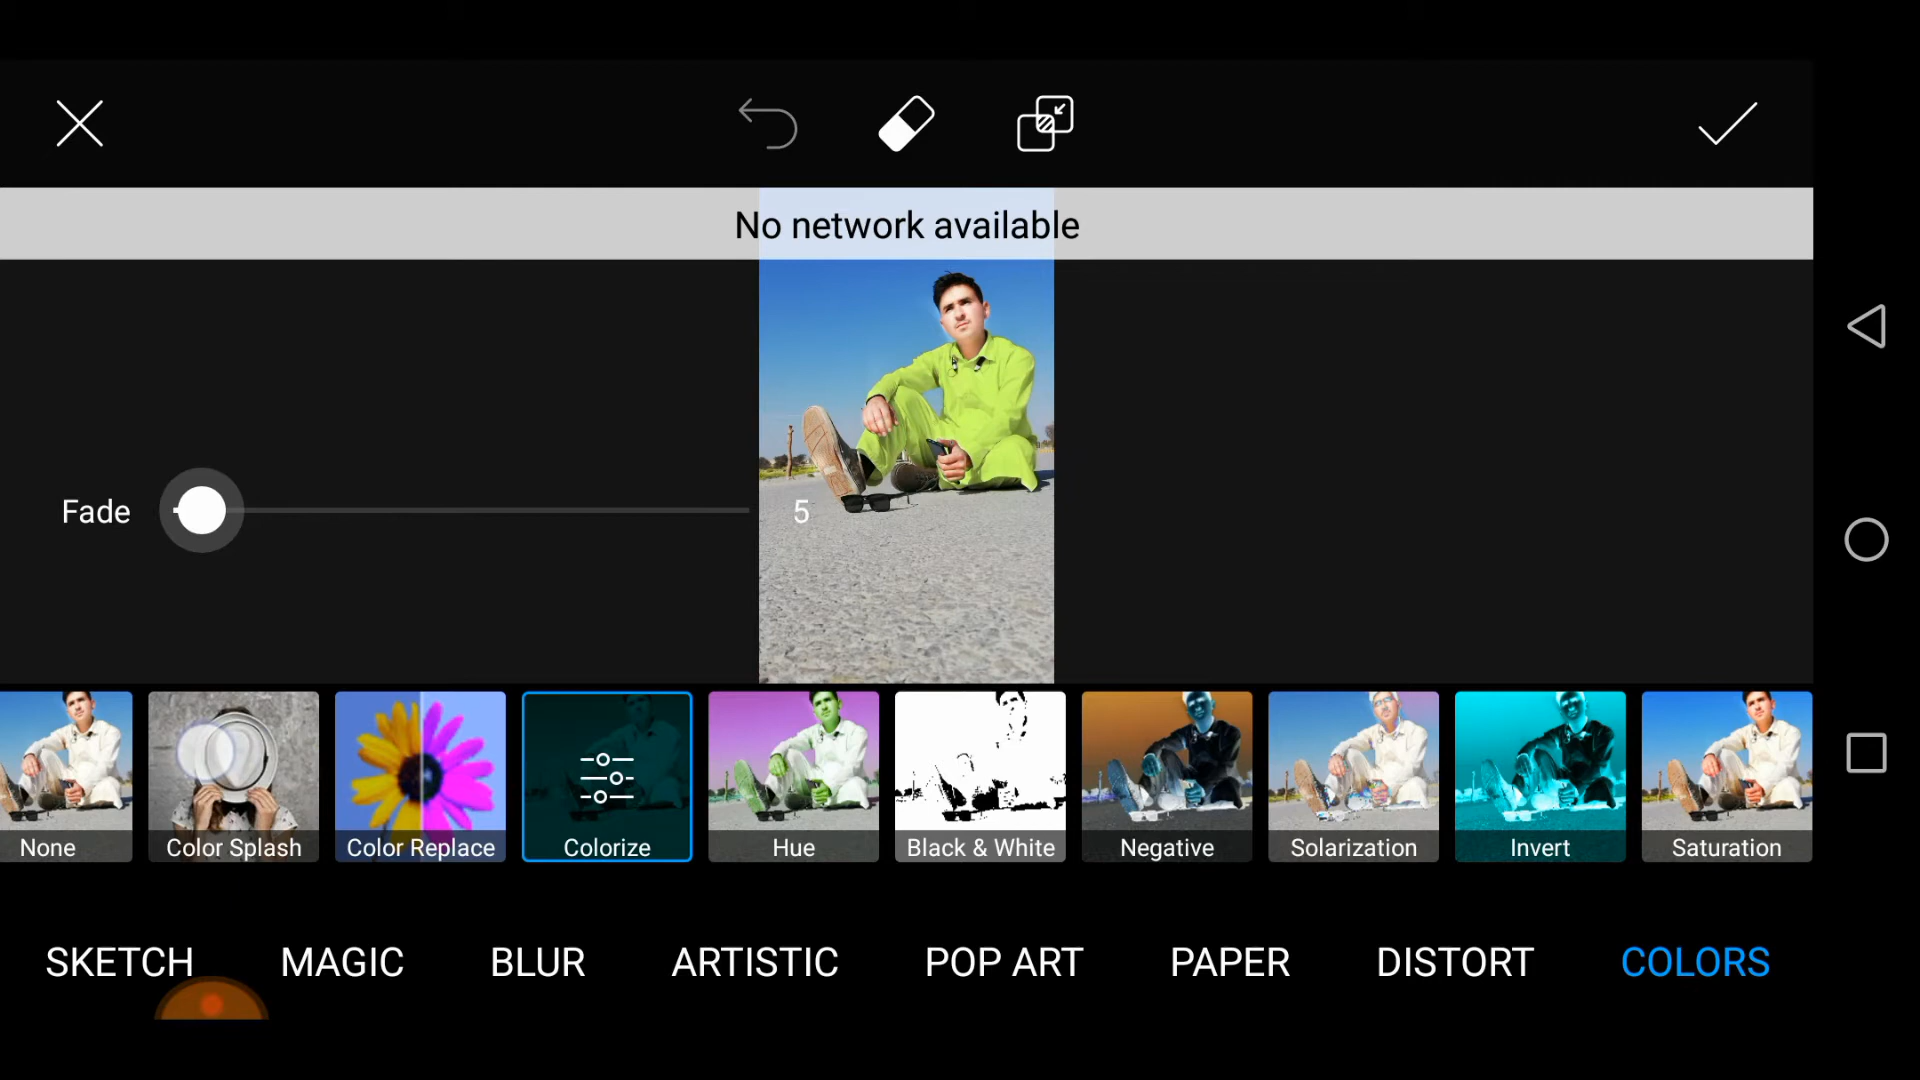 No network available
Fade
5
None
Color Splash
Color Replace
Colorize
Hue
Black & White
Negative
Solarization
Invert
Saturation
SKETCH
MAGIC
BLUR
ARTISTIC
POP ART
PAPER
DISTORT
COLORS